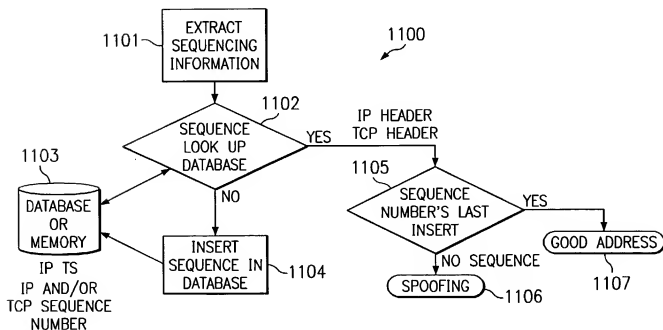 1101
EXTRACT
SEQUENCING
INFORMATION
1100
1102
SEQUENCE
LOOK UP
DATABASE
YES
IP HEADER
TCP HEADER
NO
1103
DATABASE
OR
MEMORY
IP TS
IP AND/OR
TCP SEQUENCE
NUMBER
INSERT
SEQUENCE IN
DATABASE
1104
1105
SEQUENCE
NUMBER'S LAST
INSERT
YES
NO SEQUENCE
GOOD ADDRESS
1107
SPOOFING
1106